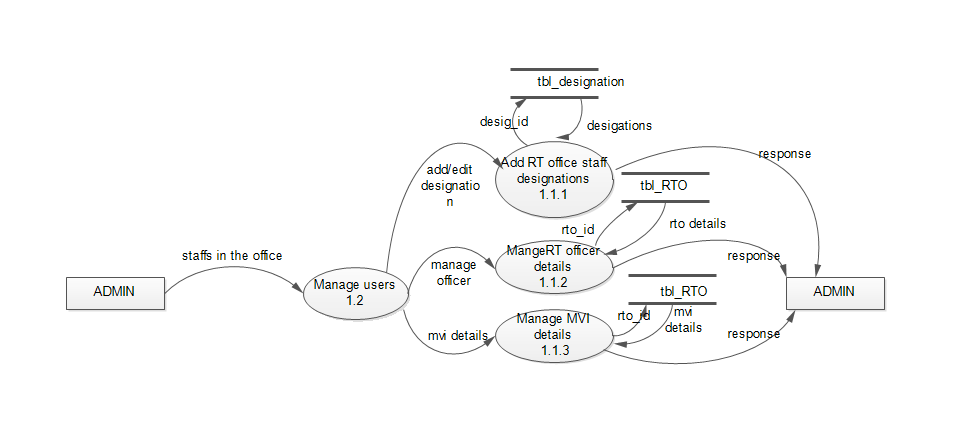 tbl_designation
desig_id
desigations
Add RT office staff
designations
1.1.1
response
add/edit
designatio
n
tbl_RTO
rto_id
rto details
staffs in the office
manage
officer
MangeRT officer
details
1.1.2
response
ADMIN
Manage users
1.2
tbl_RTO
ADMIN
mvi details
Manage MVI
details
1.1.3
rto_id
mvi
details
response